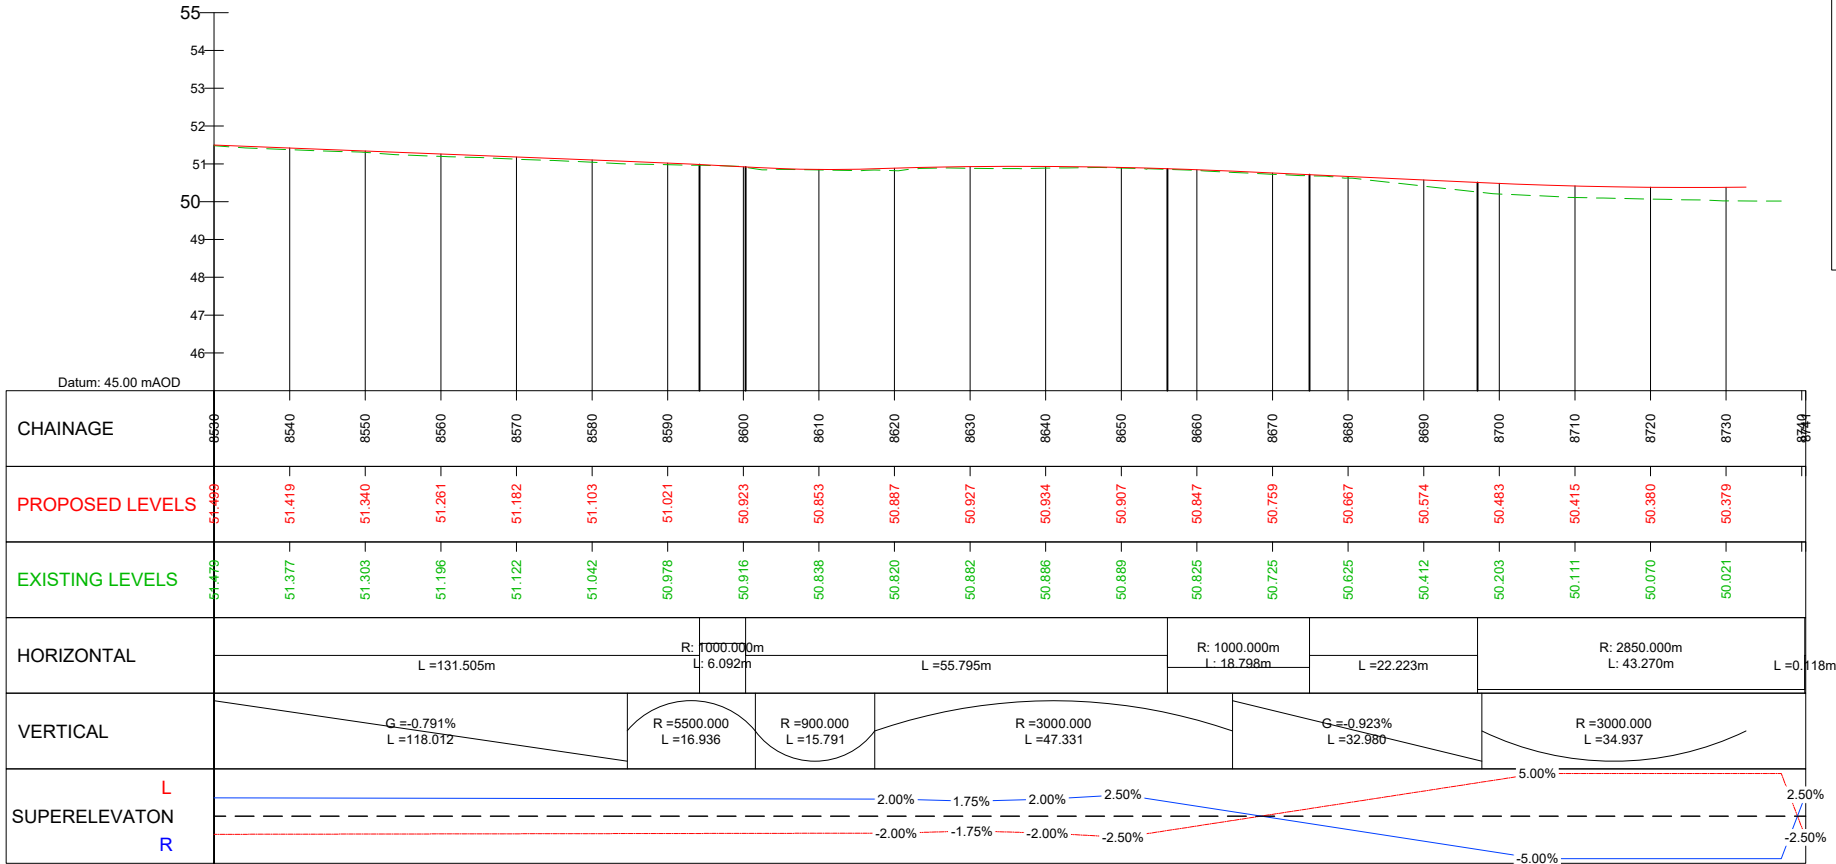 55
54
53
52
51
50
49
48
47
46
Datum: 45.00 mAOD
CHAINAGE 8530 8540 8550 8560 8570 8580 8590 8600 8610 8620 8630 8640 8650 8660 8670 8680 8690 8700 8710 8720 8730 8740 8741
PROPOSED LEVELS 51.499 51.419 51.340 51.261 51.182 51.103 51.021 50.923 50.853 50.887 50.927 50.934 50.907 50.847 50.759 50.667 50.574 50.483 50.415 50.380 50.379
EXISTING LEVELS 51.479 51.377 51.303 51.196 51.122 51.042 50.978 50.916 50.838 50.820 50.882 50.886 50.889 50.825 50.725 50.625 50.412 50.203 50.111 50.070 50.021
HORIZONTAL
L =131.505m
R: 1000.000m
L: 6.092m
L =55.795m
R: 1000.000m
L: 18.798m
L =22.223m
R: 2850.000m
L: 43.270m
L =0.118m
VERTICAL
G =-0.791%
L =118.012
R =5500.000
L =16.936
R =900.000
L =15.791
R =3000.000
L =47.331
G =-0.923%
L =32.980
R =3000.000
L =34.937
L
SUPERELEVATON
R
2.00% 1.75% 2.00% 2.50% 5.00% 2.50%
-2.00% -1.75% -2.00% -2.50% -5.00% -2.50%